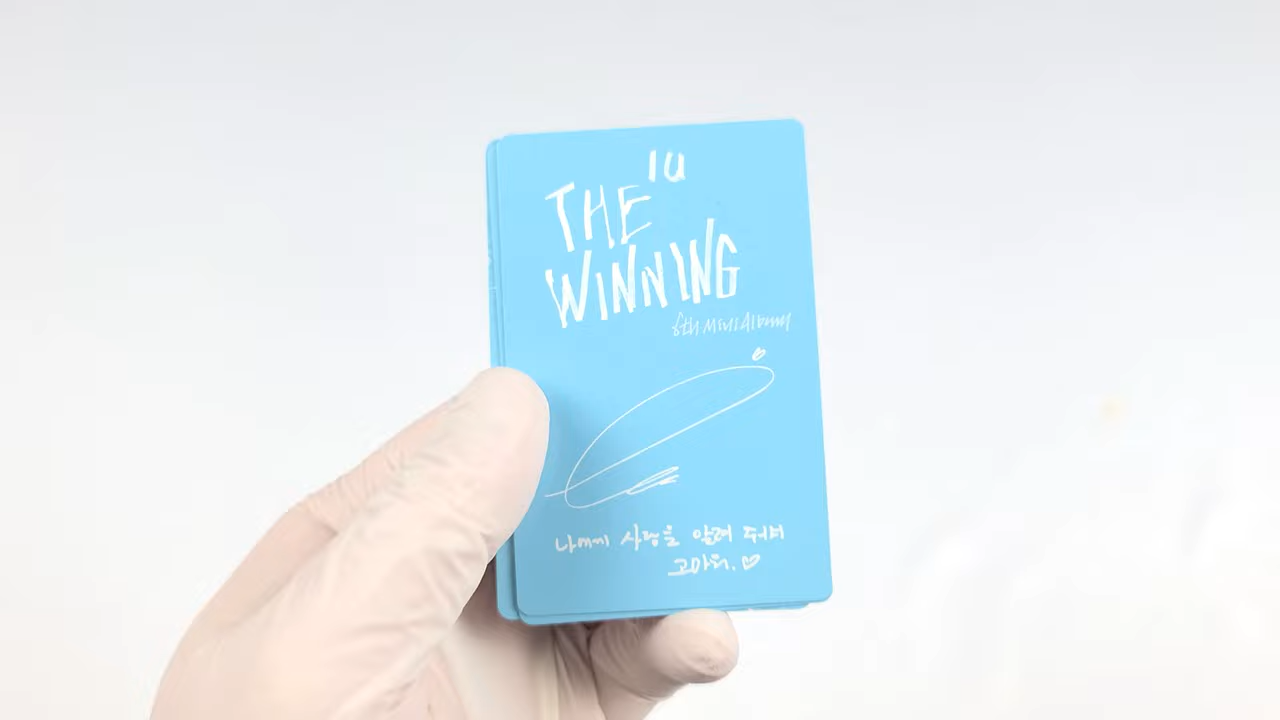 IU
THE
WINNING
6th Mini Album
나에게 사랑을 알려 줘서
고마워.♡